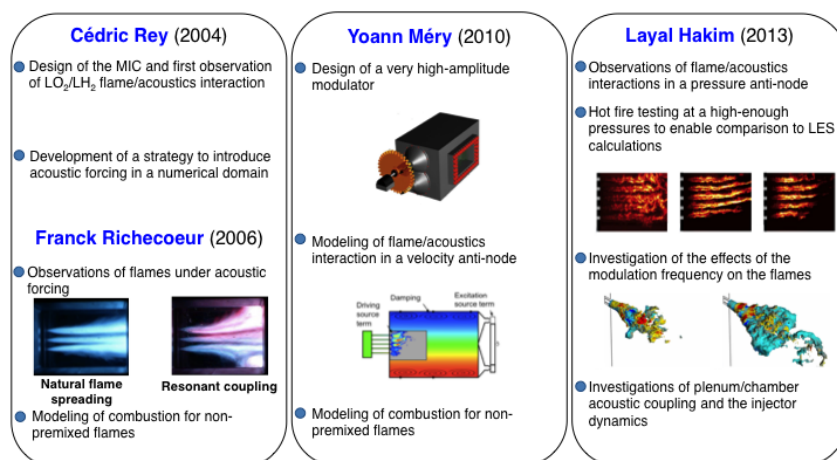 Cédric Rey (2004)
Design of the MIC and first observation
of LO₂/LH₂ flame/acoustics interaction
Development of a strategy to introduce
acoustic forcing in a numerical domain
Franck Richecoeur (2006)
Observations of flames under acoustic
forcing
Natural flame
spreading
Resonant coupling
Modeling of combustion for non-
premixed flames
Yoann Méry (2010)
Design of a very high-amplitude
modulator
Modeling of flame/acoustics
interaction in a velocity anti-node
Driving
source
term
Damping
Excitation source
term
Modeling of combustion for non-
premixed flames
Layal Hakim (2013)
Observations of flame/acoustics
interactions in a pressure anti-node
Hot fire testing at a high-enough
pressures to enable comparison to LES
calculations
Investigation of the effects of the
modulation frequency on the flames
Investigations of plenum/chamber
acoustic coupling and the injector
dynamics